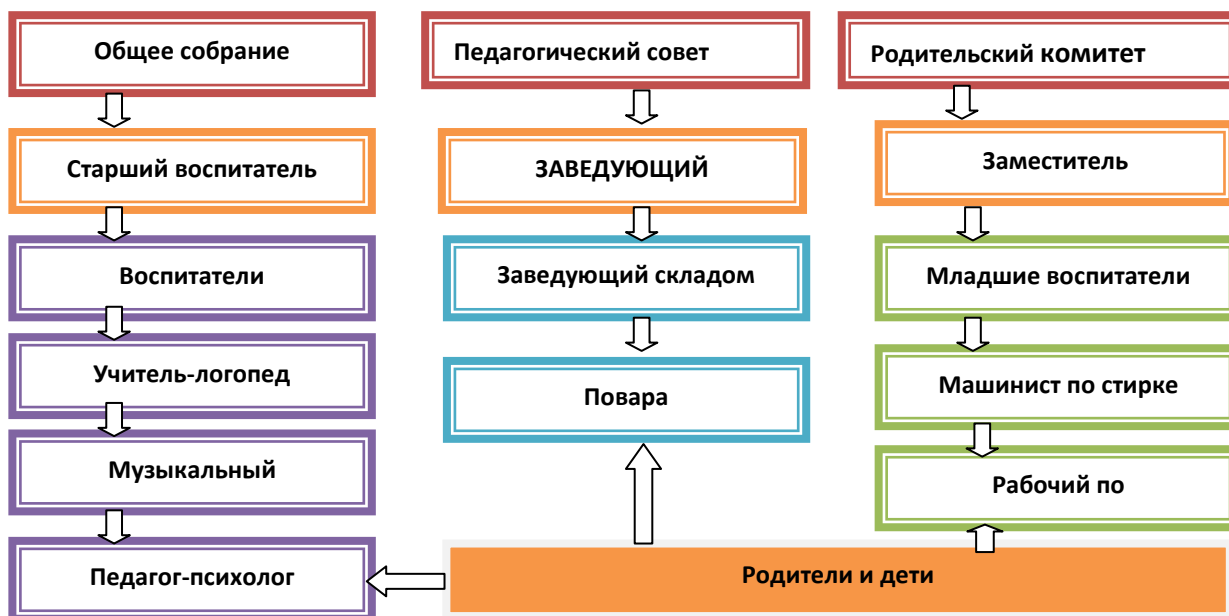 Общее собрание
Педагогический совет
Родительский комитет
Старший воспитатель
ЗАВЕДУЮЩИЙ
Заместитель
Воспитатели
Заведующий складом
Младшие воспитатели
Учитель-логопед
Повара
Машинист по стирке
Музыкальный
Рабочий по
Педагог-психолог
Родители и дети